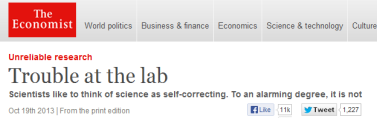 The
Economist
World politics Business & finance Economics Science & technology Culture
Unreliable research
Trouble at the lab
Scientists like to think of science as self-correcting. To an alarming degree, it is not
Oct 19th 2013 | From the print edition Like 11k Tweet 1,227